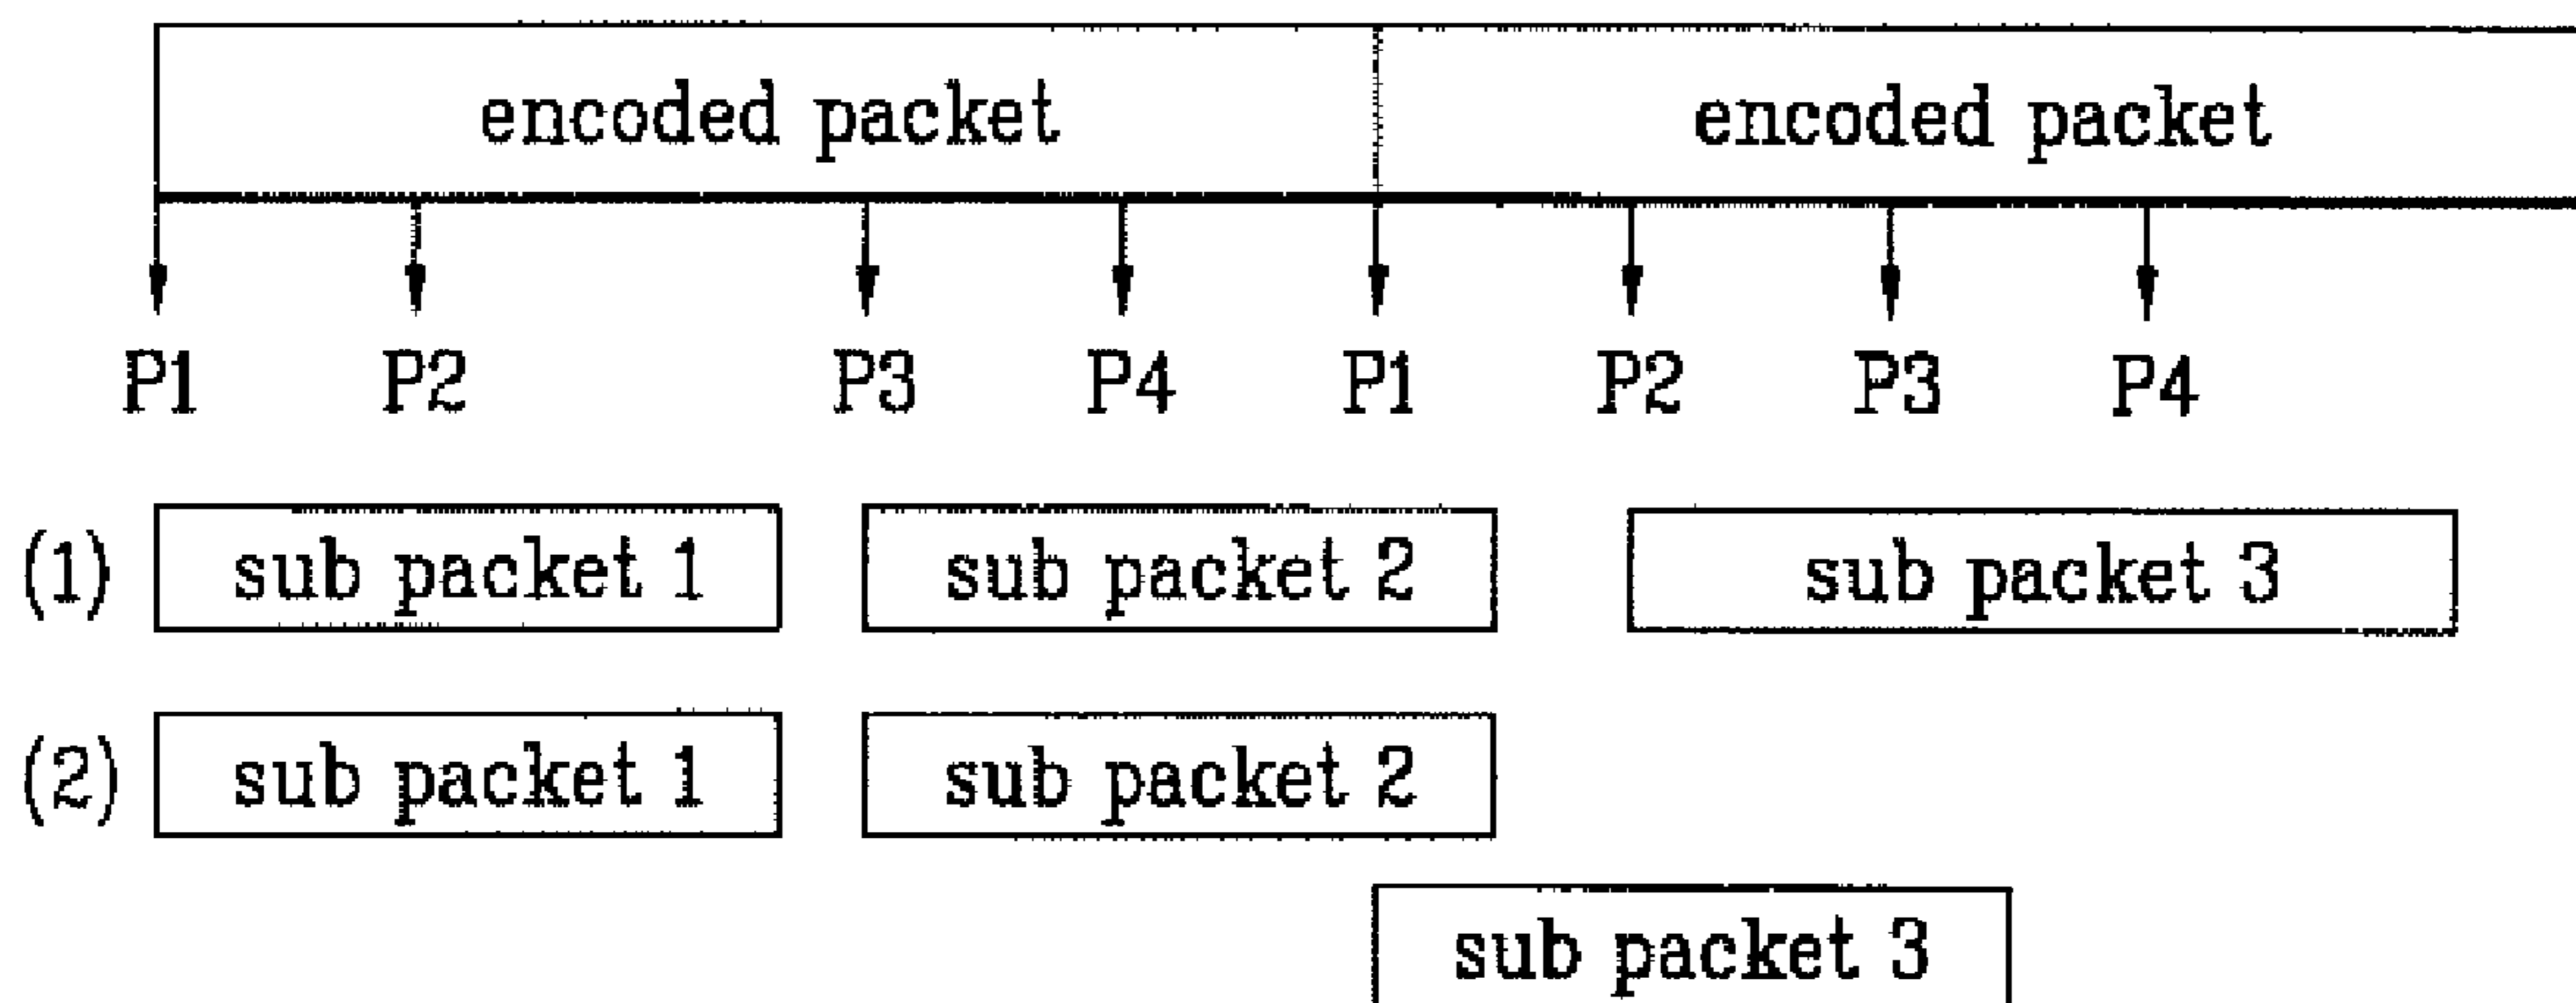 encoded packet encoded packet
P1 P2 P3 P4 P1 P2 P3 P4
(1) sub packet 1 sub packet 2 sub packet 3
(2) sub packet 1 sub packet 2
sub packet 3